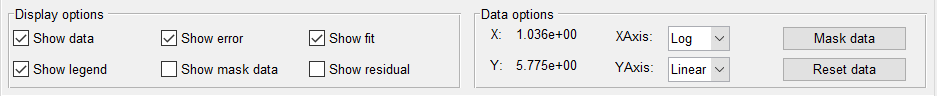 Display options
Show data Show error Show fit
Show legend Show mask data Show residual
Data options
X: 1.036e+00 XAxis: Log Mask data
Y: 5.775e+00 YAxis: Linear Reset data